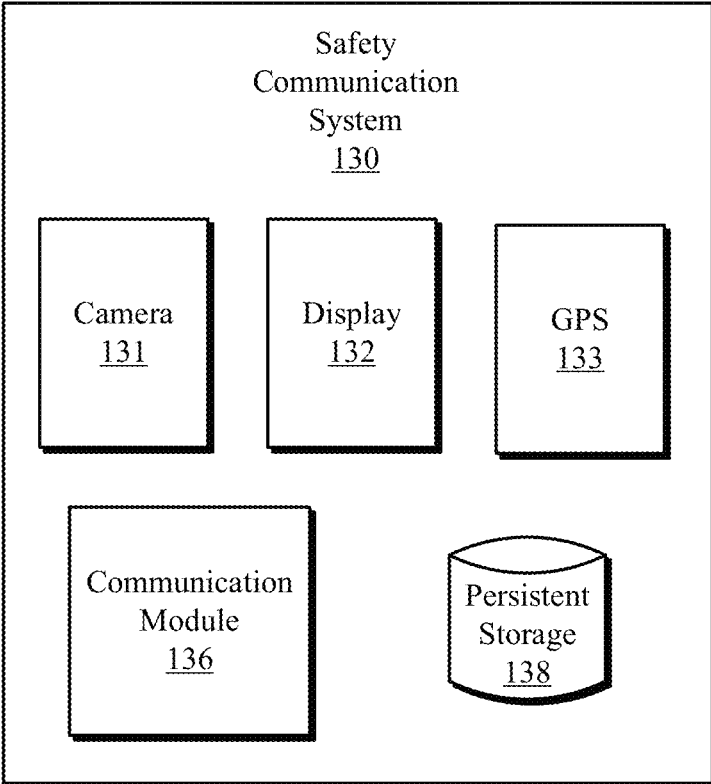 Safety
Communication
System
130
Camera
131
Display
132
GPS
133
Communication
Module
136
Persistent
Storage
138